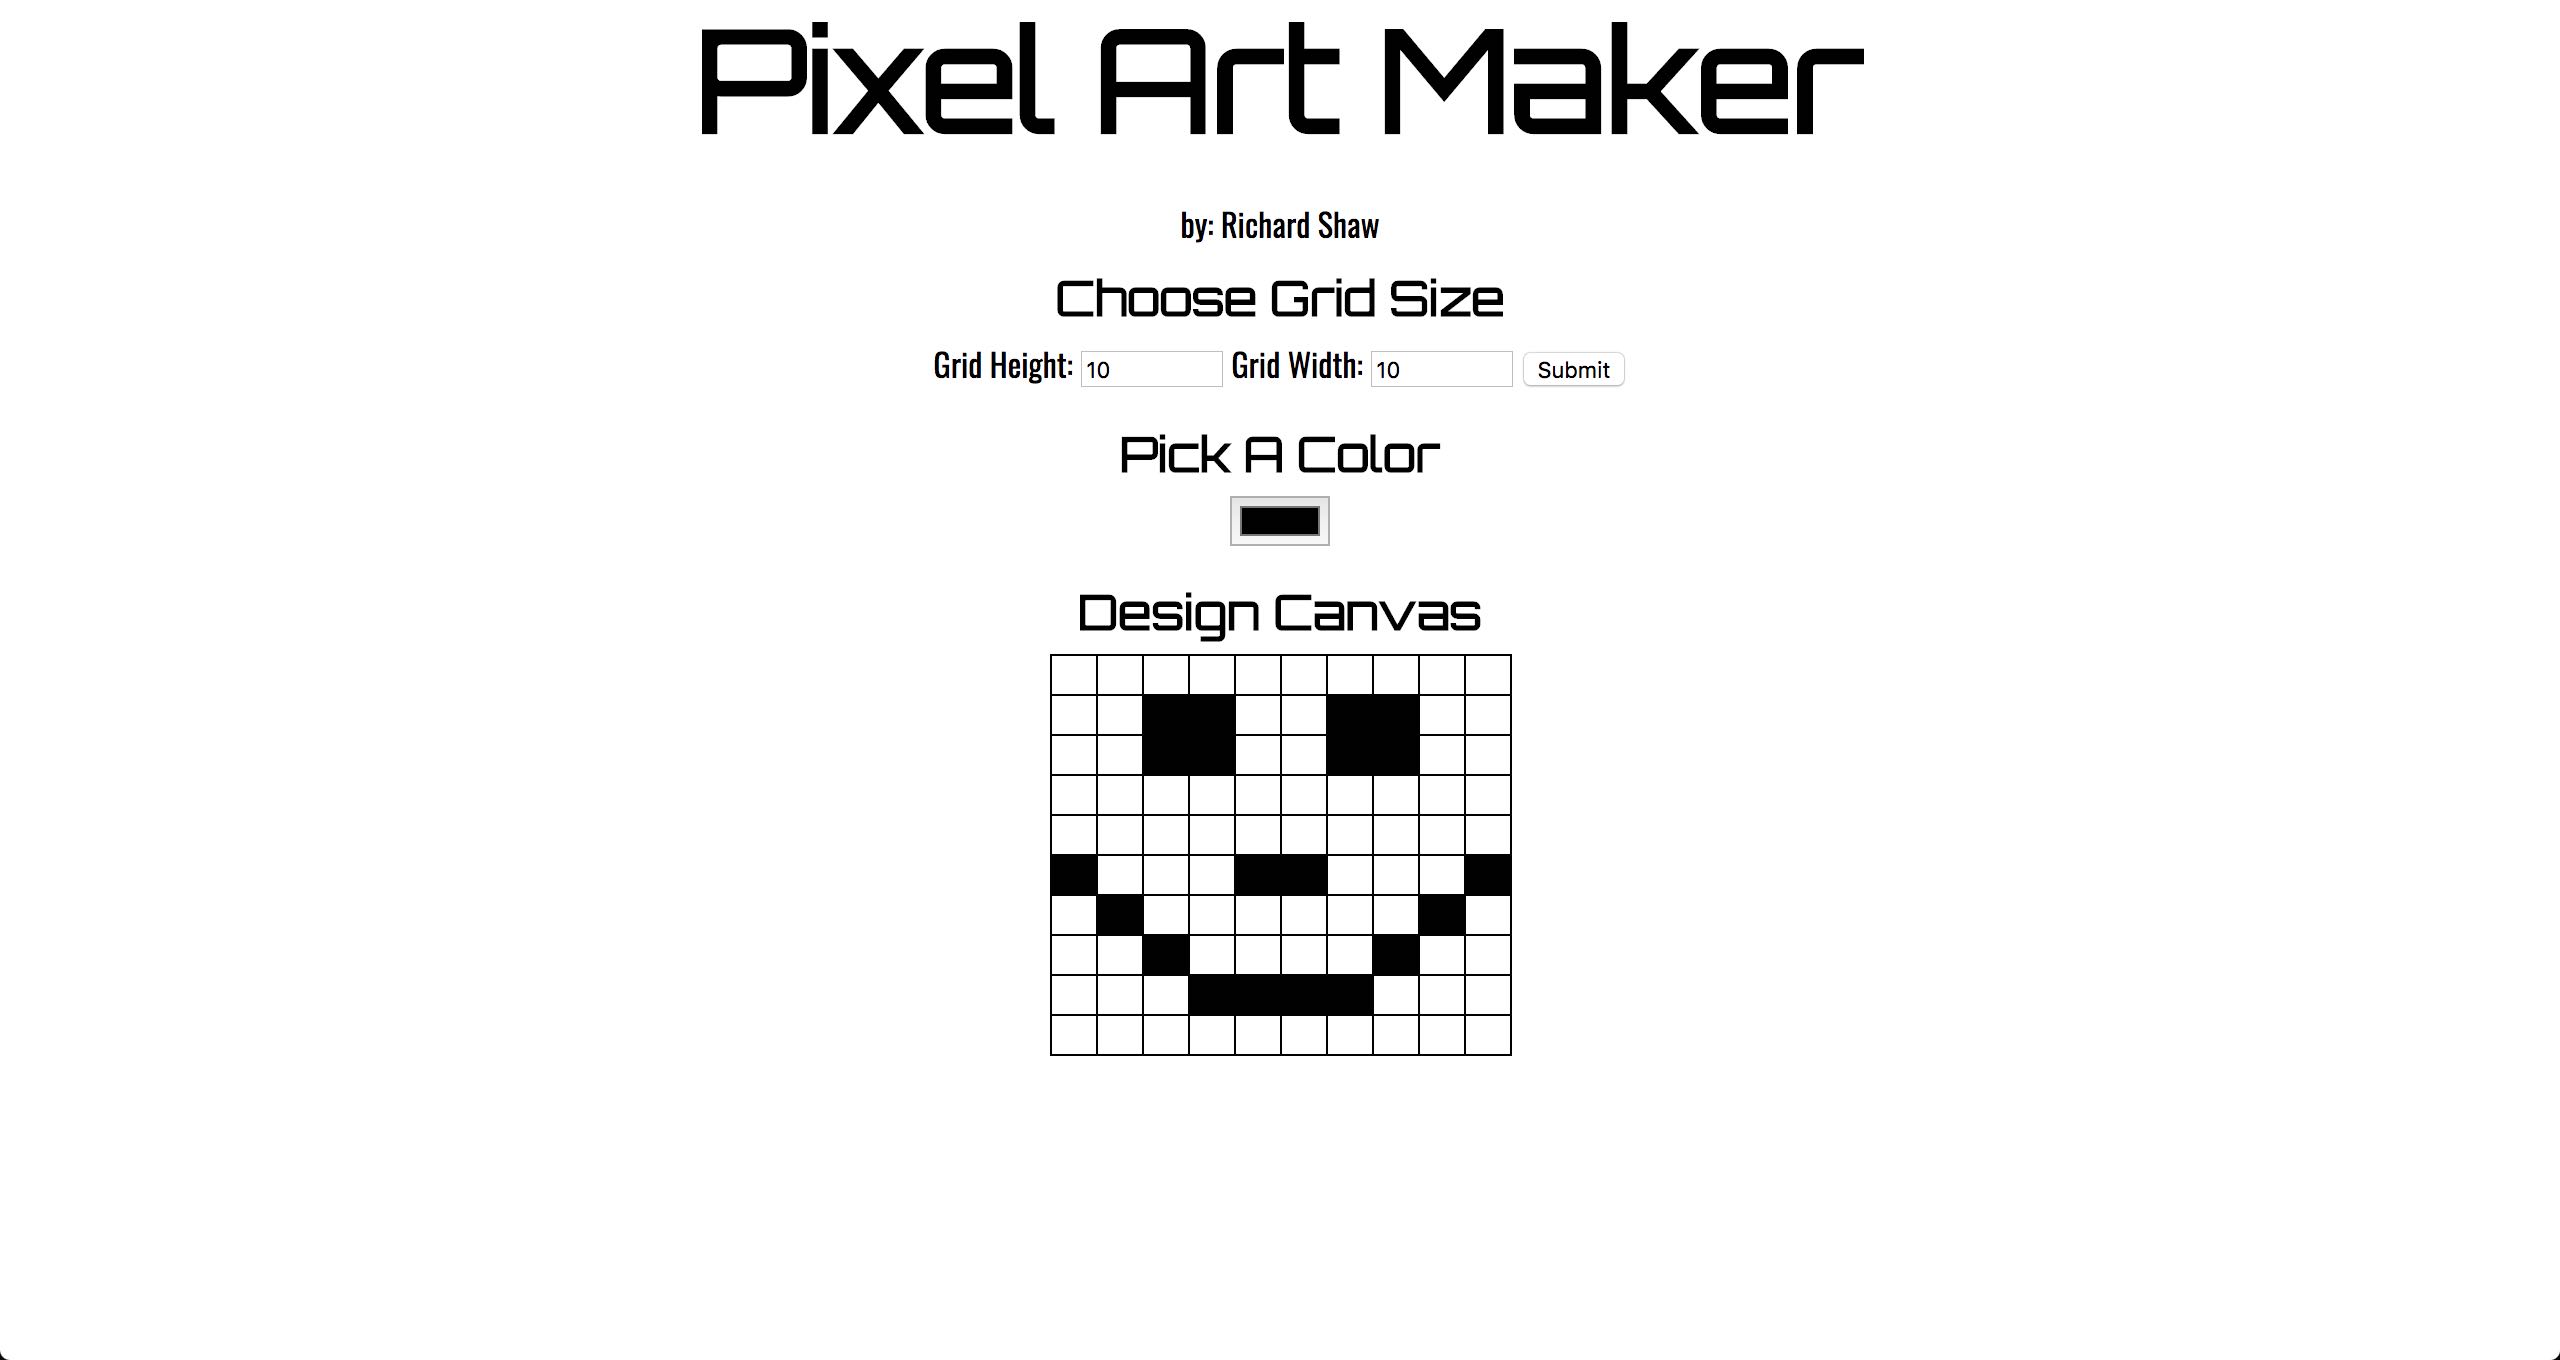 Pixel Art Maker
by: Richard Shaw
Choose Grid Size
Grid Height: 10 Grid Width: 10 Submit
Pick A Color
Design Canvas